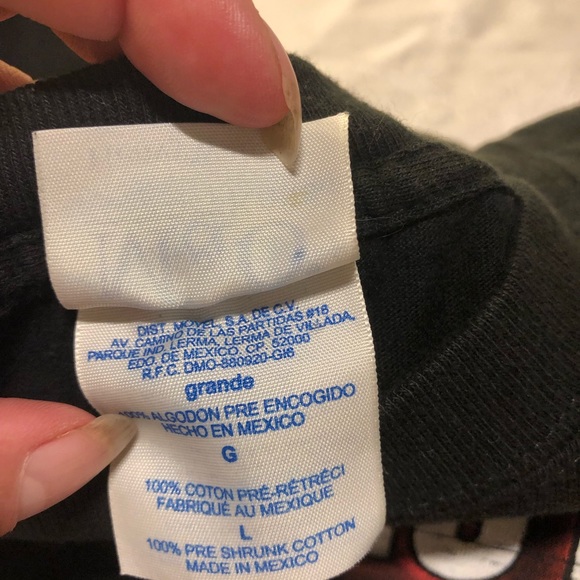 DIST. MOVEL, S.A. DE C.V.
AV. CAMINO DE LAS PARTIDAS #18
PARQUE IND. LERMA, LERMA DE VILLADA,
EDO. DE MEXICO, CP. 52000
R.F.C. DMO-880920-GI6
grande
100% ALGODON PRE ENCOGIDO
HECHO EN MEXICO
G
100% COTON PRÉ-RÉTRÉCI
FABRIQUÉ AU MEXIQUE
L
100% PRE SHRUNK COTTON
MADE IN MEXICO